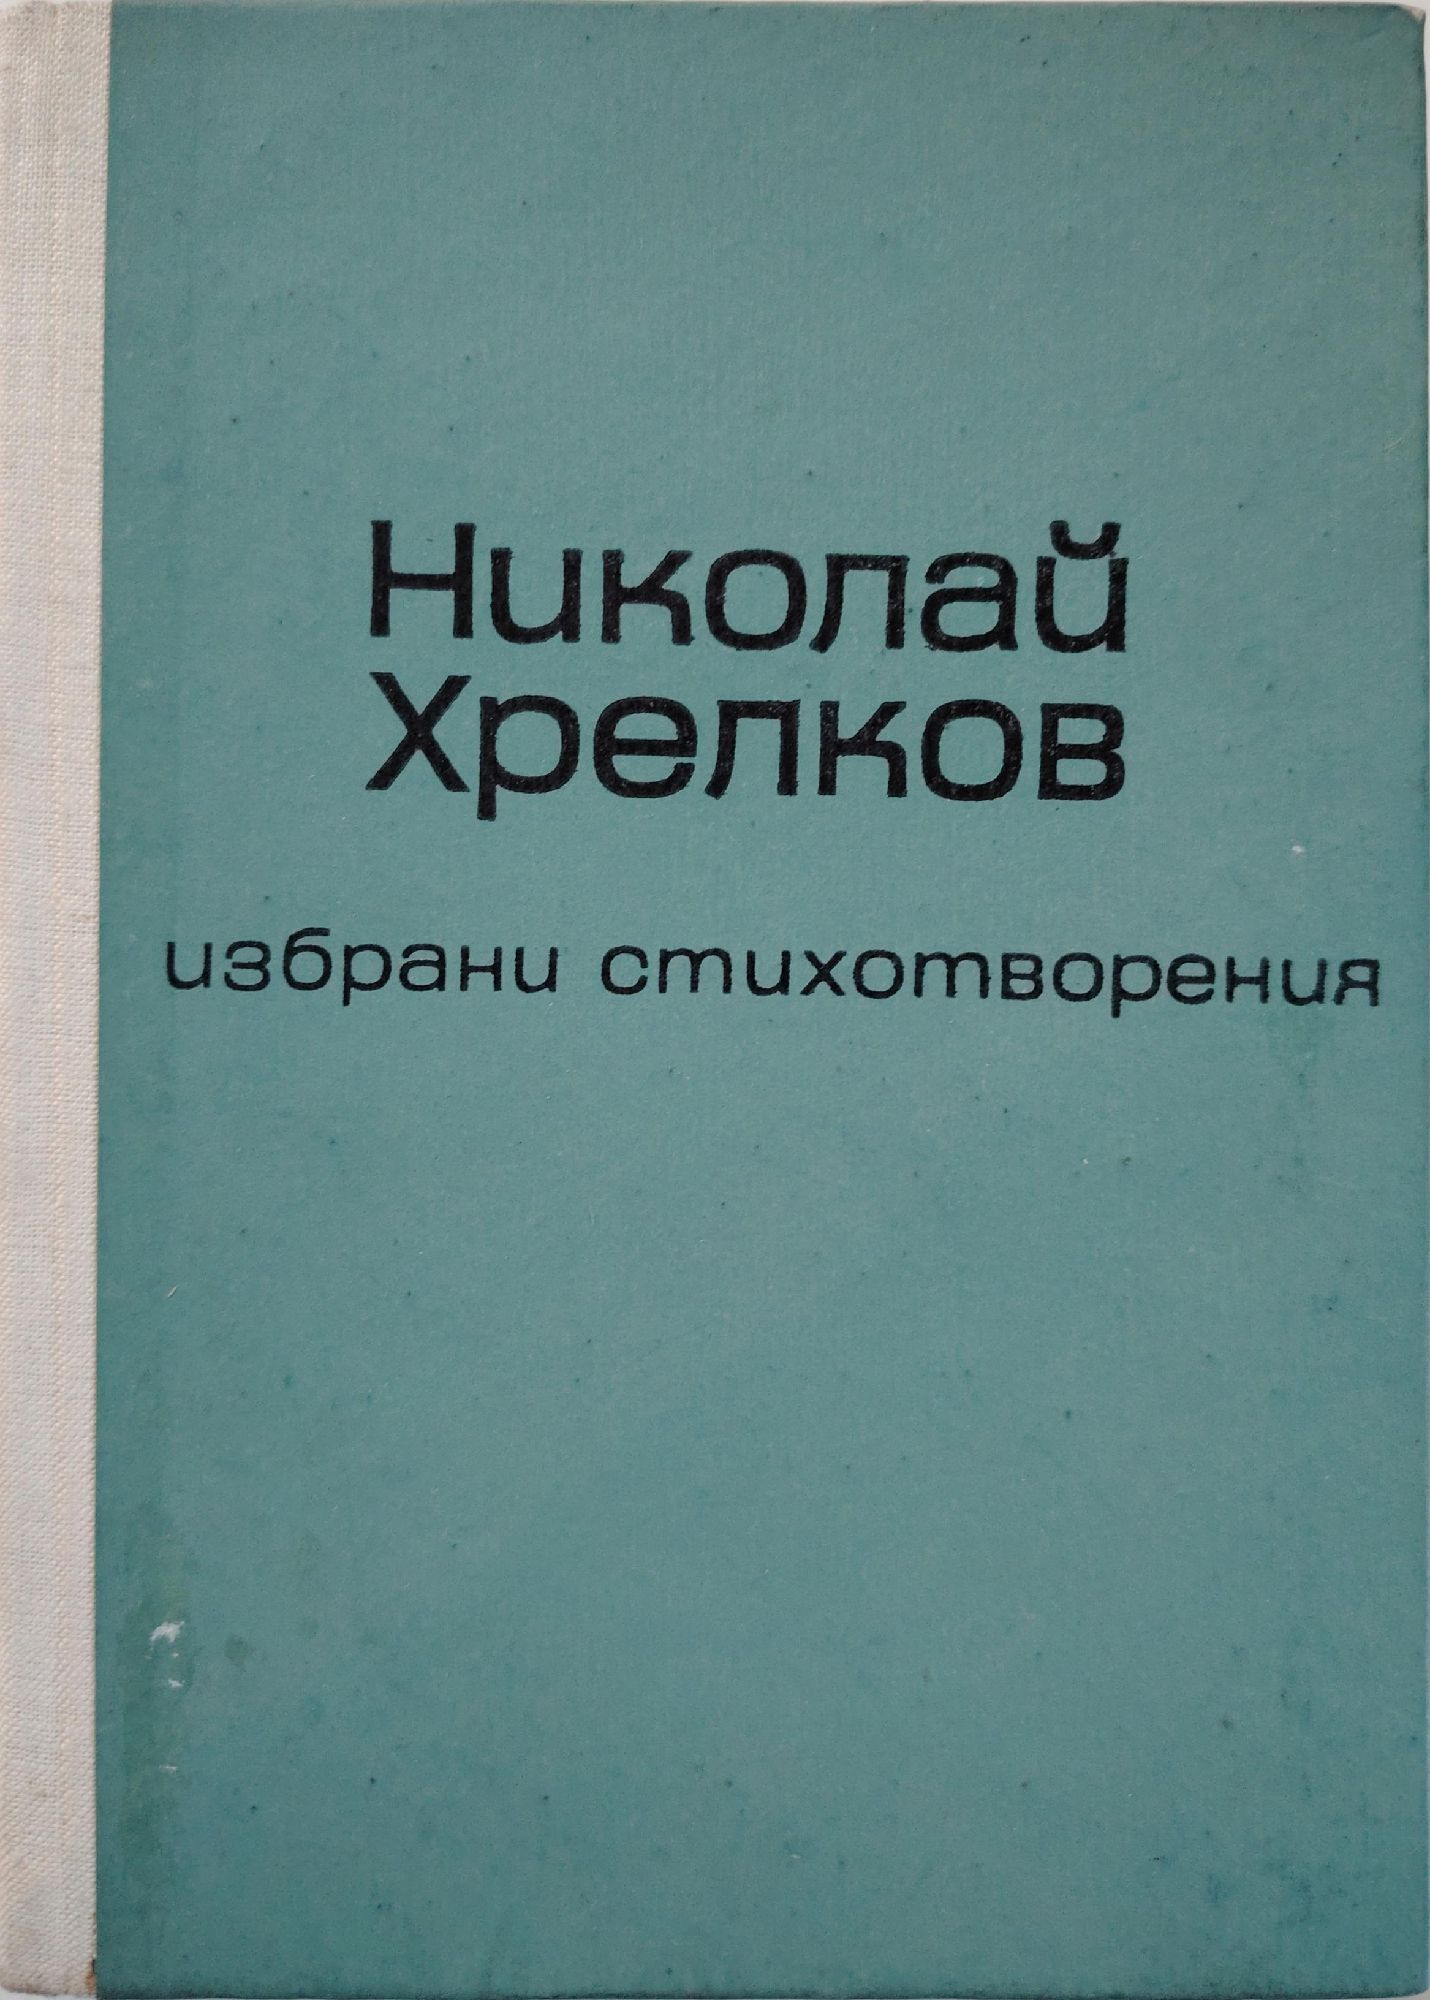 Николай
Хрелков
избрани стихотворения